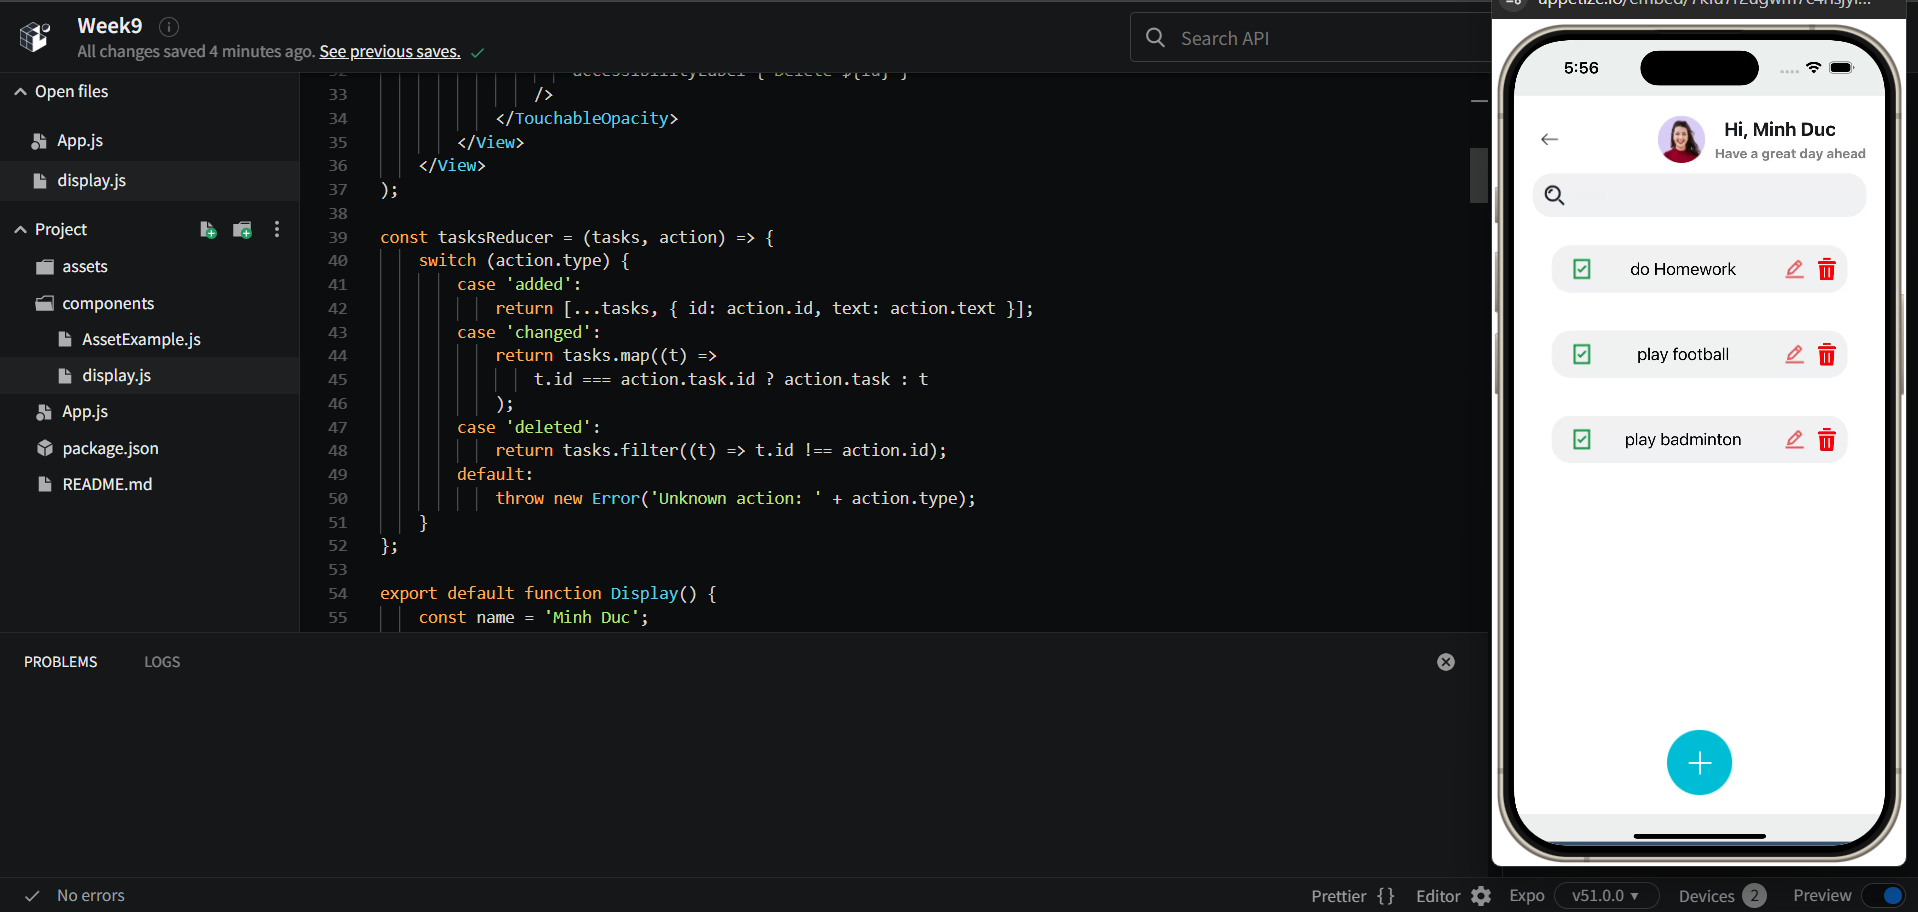 Week9
All changes saved 4 minutes ago. See previous saves.
Search API
Open files
App.js
display.js
Project
assets
components
AssetExample.js
display.js
App.js
package.json
README.md
33 />
34 </TouchableOpacity>
35 </View>
36 </View>
37 );
38
39 const tasksReducer = (tasks, action) => {
40 switch (action.type) {
41 case 'added':
42 return [...tasks, { id: action.id, text: action.text }];
43 case 'changed':
44 return tasks.map((t) =>
45 t.id === action.task.id ? action.task : t
46 );
47 case 'deleted':
48 return tasks.filter((t) => t.id !== action.id);
49 default:
50 throw new Error('Unknown action: ' + action.type);
51 }
52 };
53
54 export default function Display() {
55 const name = 'Minh Duc';
PROBLEMS LOGS
No errors
Prettier {} Editor Expo v51.0.0 Devices 2 Preview
5:56
Hi, Minh Duc
Have a great day ahead
do Homework
play football
play badminton